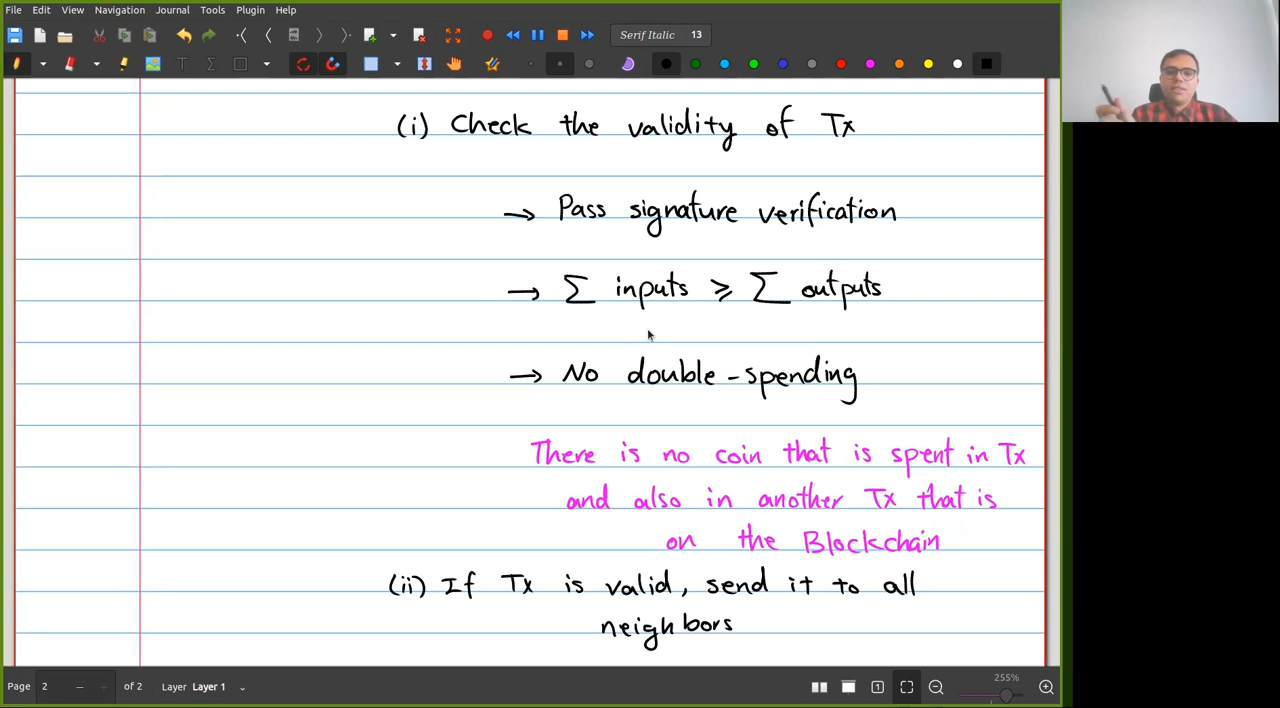 File Edit View Navigation Journal Tools Plugin Help
Serif Italic 13
(i) Check the validity of Tx
→ Pass signature verification
→ Σ inputs ⩾ Σ outputs
→ No double-spending
There is no coin that is spent in Tx
and also in another Tx that is
on the Blockchain
(ii) If Tx is valid, send it to all
neighbors
Page 2 of 2 Layer Layer 1 255%